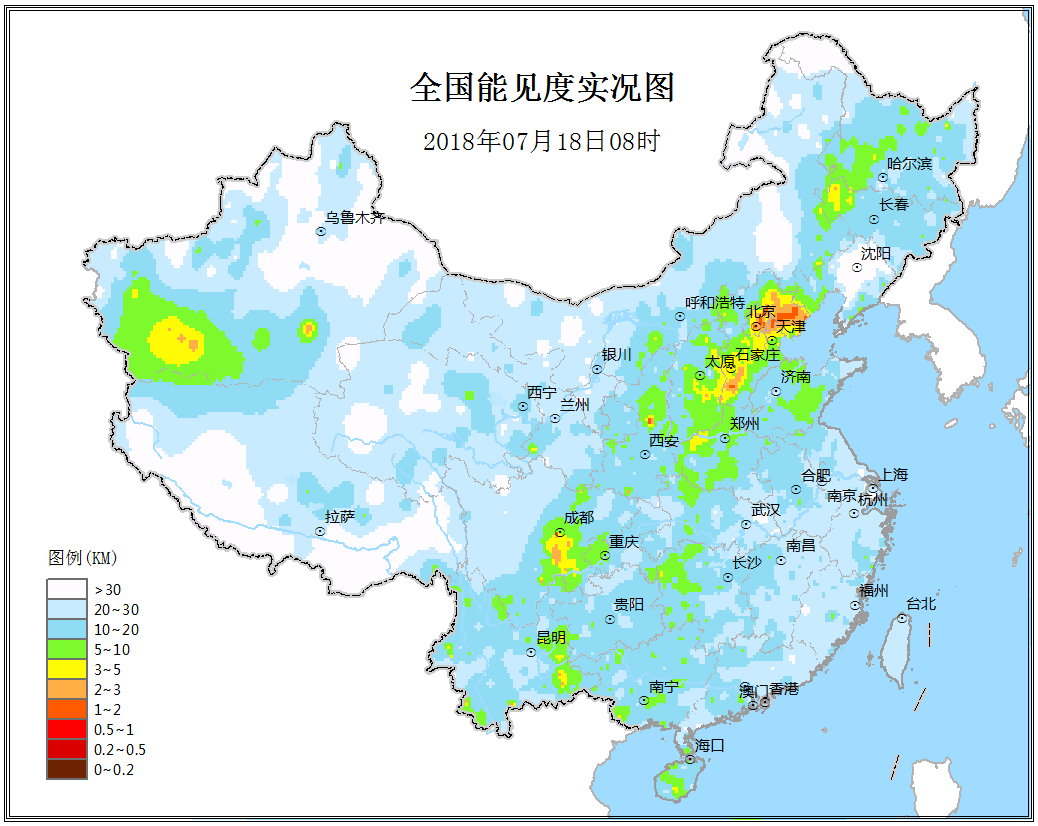 全国能见度实况图
2018年07月18日08时
哈尔滨
长春
乌鲁木齐
沈阳
呼和浩特
北京
天津
银川
太原
石家庄
济南
西宁
兰州
郑州
西安
合肥
上海
南京
杭州
成都
武汉
拉萨
重庆
南昌
长沙
贵阳
福州
台北
昆明
南宁
澳门
香港
海口
图例(KM)
>30
20~30
10~20
5~10
3~5
2~3
1~2
0.5~1
0.2~0.5
0~0.2